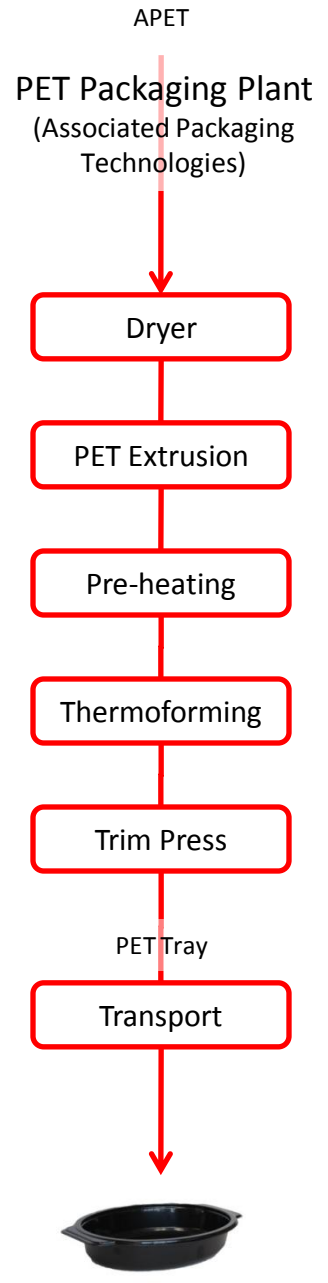 APET
PET Packaging Plant
(Associated Packaging
Technologies)
Dryer
PET Extrusion
Pre-heating
Thermoforming
Trim Press
PET Tray
Transport